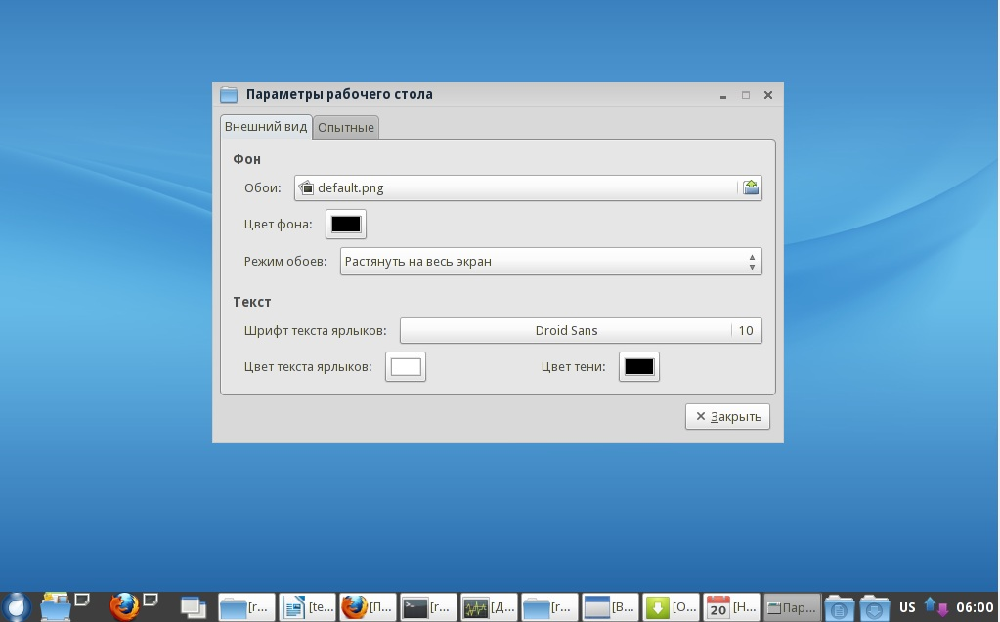 Параметры рабочего стола
Внешний вид Опытные
Фон
Обои: default.png
Цвет фона:
Режим обоев: Растянуть на весь экран
Текст
Шрифт текста ярлыков: Droid Sans 10
Цвет текста ярлыков: Цвет тени:
Закрыть
[r... [te... [П... [r... [Д... [r... [В... [О... 20 [Н... Пар... US 06:00